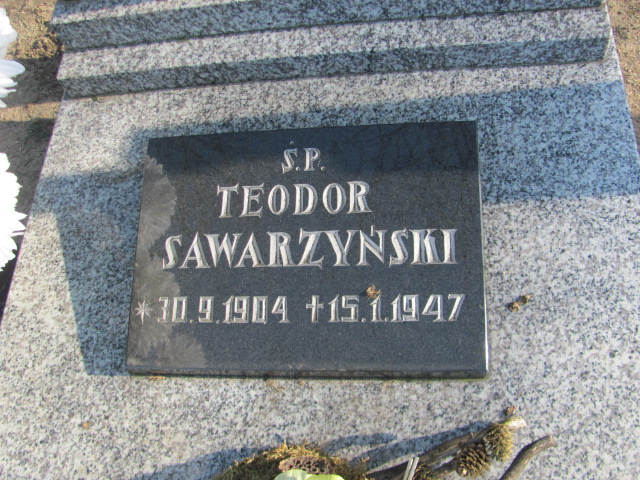 Ś.P.
TEODOR
SAWARZYŃSKI
* 30.9.1904 ✝ 15.1.1947